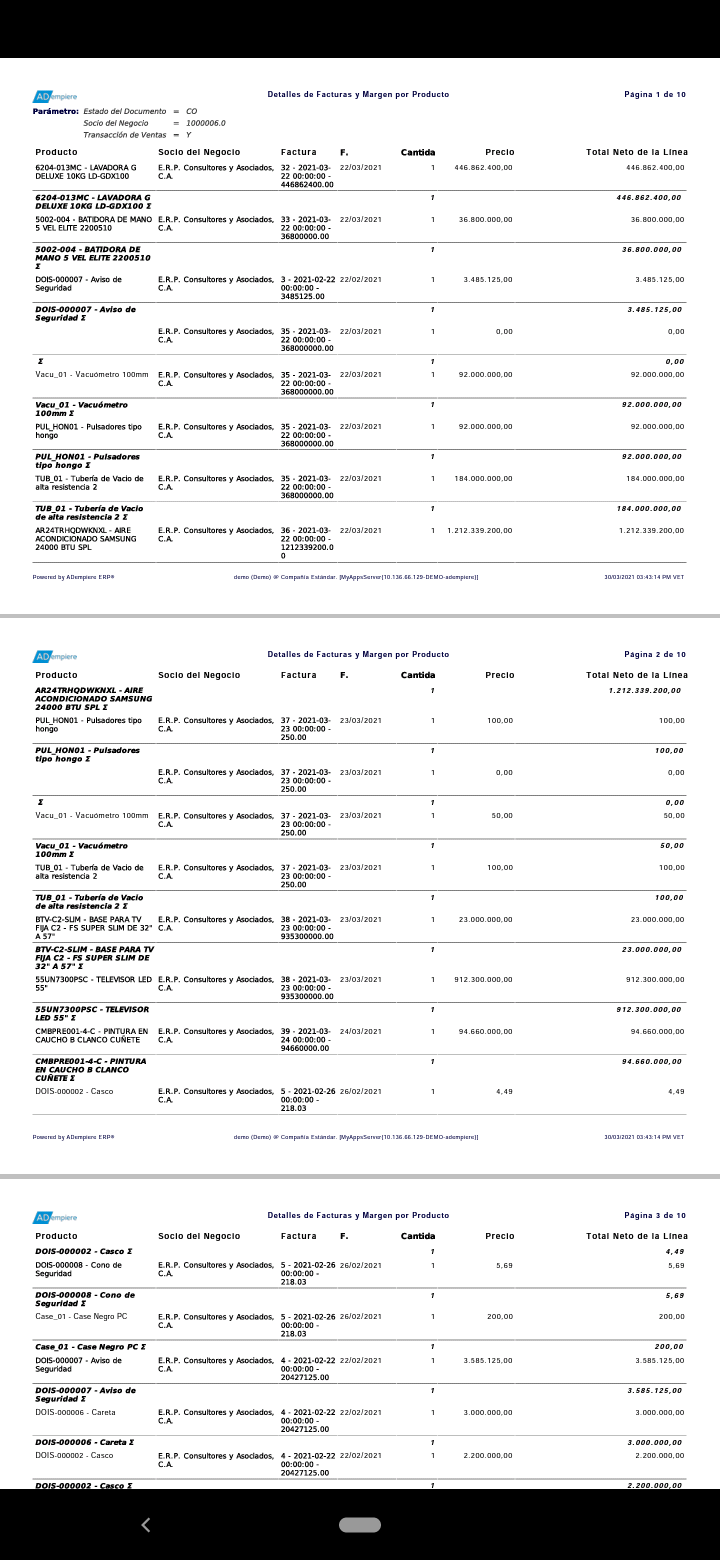 ADempiere Detalles de Facturas y Margen por Producto Página 1 de 10
Parámetro: Estado del Documento = CO
Socio del Negocio = 1000006.0
Transacción de Ventas = Y
Producto Socio del Negocio Factura F. Cantida Precio Total Neto de la Línea
6204-013MC - LAVADORA G E.R.P. Consultores y Asociados, 32 - 2021-03- 22/03/2021 1 446.862.400,00 446.862.400,00
DELUXE 10KG LD-GDX100 C.A. 22 00:00:00 -
446862400.00
6204-013MC - LAVADORA G 1 446.862.400,00
DELUXE 10KG LD-GDX100 Σ
5002-004 - BATIDORA DE MANO E.R.P. Consultores y Asociados, 33 - 2021-03- 22/03/2021 1 36.800.000,00 36.800.000,00
5 VEL ELITE 2200510 C.A. 22 00:00:00 -
36800000.00
5002-004 - BATIDORA DE 1 36.800.000,00
MANO 5 VEL ELITE 2200510
Σ
DOIS-000007 - Aviso de E.R.P. Consultores y Asociados, 3 - 2021-02-22 22/02/2021 1 3.485.125,00 3.485.125,00
Seguridad C.A. 00:00:00 -
3485125.00
DOIS-000007 - Aviso de 1 3.485.125,00
Seguridad Σ
E.R.P. Consultores y Asociados, 35 - 2021-03- 22/03/2021 1 0,00 0,00
C.A. 22 00:00:00 -
368000000.00
Σ 1 0,00
Vacu_01 - Vacuómetro 100mm E.R.P. Consultores y Asociados, 35 - 2021-03- 22/03/2021 1 92.000.000,00 92.000.000,00
C.A. 22 00:00:00 -
368000000.00
Vacu_01 - Vacuómetro 1 92.000.000,00
100mm Σ
PUL_HON01 - Pulsadores tipo E.R.P. Consultores y Asociados, 35 - 2021-03- 22/03/2021 1 92.000.000,00 92.000.000,00
hongo C.A. 22 00:00:00 -
368000000.00
PUL_HON01 - Pulsadores 1 92.000.000,00
tipo hongo Σ
TUB_01 - Tubería de Vacio de E.R.P. Consultores y Asociados, 35 - 2021-03- 22/03/2021 1 184.000.000,00 184.000.000,00
alta resistencia 2 C.A. 22 00:00:00 -
368000000.00
TUB_01 - Tubería de Vacio 1 184.000.000,00
de alta resistencia 2 Σ
AR24TRHQDWKNXL - AIRE E.R.P. Consultores y Asociados, 36 - 2021-03- 22/03/2021 1 1.212.339.200,00 1.212.339.200,00
ACONDICIONADO SAMSUNG C.A. 22 00:00:00 -
24000 BTU SPL 1212339200.0
0
Powered by ADempiere ERP® demo (Demo) @ Compañía Estándar. [MyAppsServer{10.136.66.129-DEMO-adempiere}] 30/03/2021 03:43:14 PM VET
ADempiere Detalles de Facturas y Margen por Producto Página 2 de 10
Producto Socio del Negocio Factura F. Cantida Precio Total Neto de la Línea
AR24TRHQDWKNXL - AIRE 1 1.212.339.200,00
ACONDICIONADO SAMSUNG
24000 BTU SPL Σ
PUL_HON01 - Pulsadores tipo E.R.P. Consultores y Asociados, 37 - 2021-03- 23/03/2021 1 100,00 100,00
hongo C.A. 23 00:00:00 -
250.00
PUL_HON01 - Pulsadores 1 100,00
tipo hongo Σ
E.R.P. Consultores y Asociados, 37 - 2021-03- 23/03/2021 1 0,00 0,00
C.A. 23 00:00:00 -
250.00
Σ 1 0,00
Vacu_01 - Vacuómetro 100mm E.R.P. Consultores y Asociados, 37 - 2021-03- 23/03/2021 1 50,00 50,00
C.A. 23 00:00:00 -
250.00
Vacu_01 - Vacuómetro 1 50,00
100mm Σ
TUB_01 - Tubería de Vacio de E.R.P. Consultores y Asociados, 37 - 2021-03- 23/03/2021 1 100,00 100,00
alta resistencia 2 C.A. 23 00:00:00 -
250.00
TUB_01 - Tubería de Vacio 1 100,00
de alta resistencia 2 Σ
BTV-C2-SLIM - BASE PARA TV E.R.P. Consultores y Asociados, 38 - 2021-03- 23/03/2021 1 23.000.000,00 23.000.000,00
FIJA C2 - FS SUPER SLIM DE 32" C.A. 23 00:00:00 -
A 57" 935300000.00
BTV-C2-SLIM - BASE PARA TV 1 23.000.000,00
FIJA C2 - FS SUPER SLIM DE
32" A 57" Σ
55UN7300PSC - TELEVISOR LED E.R.P. Consultores y Asociados, 38 - 2021-03- 23/03/2021 1 912.300.000,00 912.300.000,00
55" C.A. 23 00:00:00 -
935300000.00
55UN7300PSC - TELEVISOR 1 912.300.000,00
LED 55" Σ
CMBPRE001-4-C - PINTURA EN E.R.P. Consultores y Asociados, 39 - 2021-03- 24/03/2021 1 94.660.000,00 94.660.000,00
CAUCHO B CLANCO CUÑETE C.A. 24 00:00:00 -
94660000.00
CMBPRE001-4-C - PINTURA 1 94.660.000,00
EN CAUCHO B CLANCO
CUÑETE Σ
DOIS-000002 - Casco E.R.P. Consultores y Asociados, 5 - 2021-02-26 26/02/2021 1 4,49 4,49
C.A. 00:00:00 -
218.03
Powered by ADempiere ERP® demo (Demo) @ Compañía Estándar. [MyAppsServer{10.136.66.129-DEMO-adempiere}] 30/03/2021 03:43:14 PM VET
ADempiere Detalles de Facturas y Margen por Producto Página 3 de 10
Producto Socio del Negocio Factura F. Cantida Precio Total Neto de la Línea
DOIS-000002 - Casco Σ 1 4,49
DOIS-000008 - Cono de E.R.P. Consultores y Asociados, 5 - 2021-02-26 26/02/2021 1 5,69 5,69
Seguridad C.A. 00:00:00 -
218.03
DOIS-000008 - Cono de 1 5,69
Seguridad Σ
Case_01 - Case Negro PC E.R.P. Consultores y Asociados, 5 - 2021-02-26 26/02/2021 1 200,00 200,00
C.A. 00:00:00 -
218.03
Case_01 - Case Negro PC Σ 1 200,00
DOIS-000007 - Aviso de E.R.P. Consultores y Asociados, 4 - 2021-02-22 22/02/2021 1 3.585.125,00 3.585.125,00
Seguridad C.A. 00:00:00 -
20427125.00
DOIS-000007 - Aviso de 1 3.585.125,00
Seguridad Σ
DOIS-000006 - Careta E.R.P. Consultores y Asociados, 4 - 2021-02-22 22/02/2021 1 3.000.000,00 3.000.000,00
C.A. 00:00:00 -
20427125.00
DOIS-000006 - Careta Σ 1 3.000.000,00
DOIS-000002 - Casco E.R.P. Consultores y Asociados, 4 - 2021-02-22 22/02/2021 1 2.200.000,00 2.200.000,00
C.A. 00:00:00 -
20427125.00
DOIS-000002 - Casco Σ 1 2.200.000,00